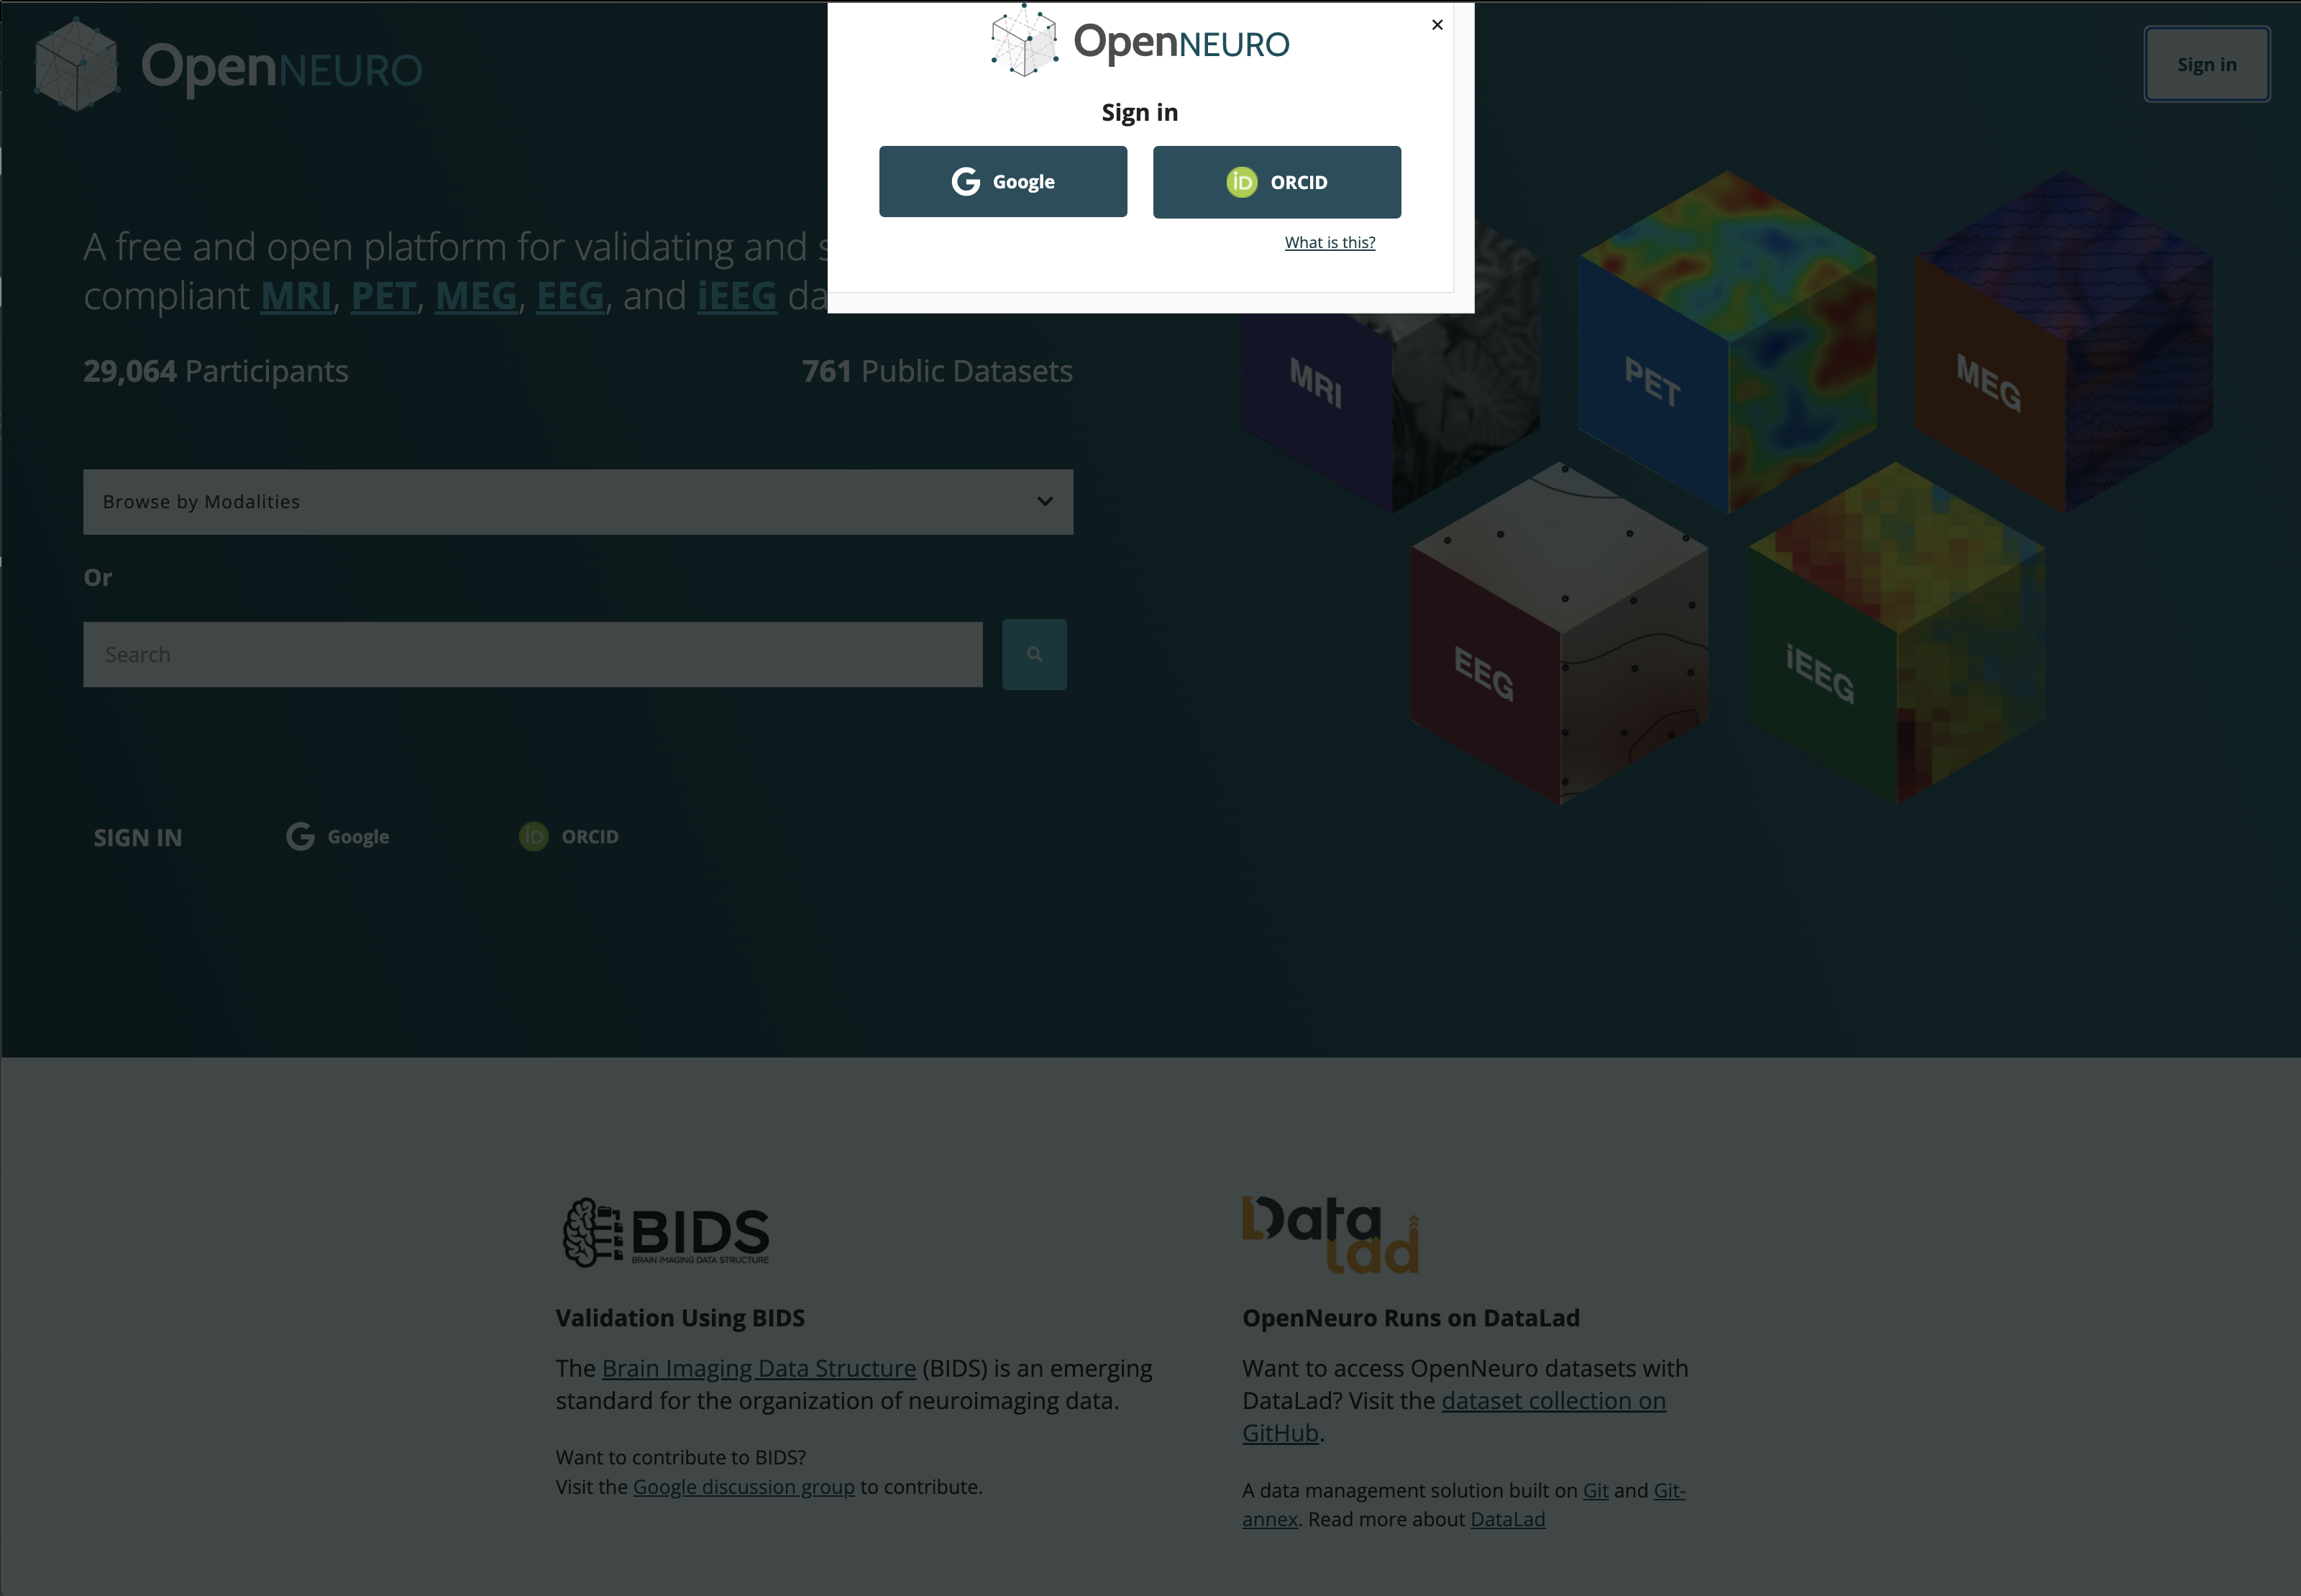 OpenNEURO
Sign in
OpenNEURO
×
Sign in
Google
ORCID
What is this?
A free and open platform for validating and s
compliant MRI, PET, MEG, EEG, and iEEG da
29,064 Participants
761 Public Datasets
Browse by Modalities
Or
Search
MRI
PET
MEG
EEG
iEEG
SIGN IN
Google
ORCID
BIDS
BRAIN IMAGING DATA STRUCTURE
Validation Using BIDS
The Brain Imaging Data Structure (BIDS) is an emerging
standard for the organization of neuroimaging data.
Want to contribute to BIDS?
Visit the Google discussion group to contribute.
Data
lad
OpenNeuro Runs on DataLad
Want to access OpenNeuro datasets with
DataLad? Visit the dataset collection on
GitHub.
A data management solution built on Git and Git-
annex. Read more about DataLad